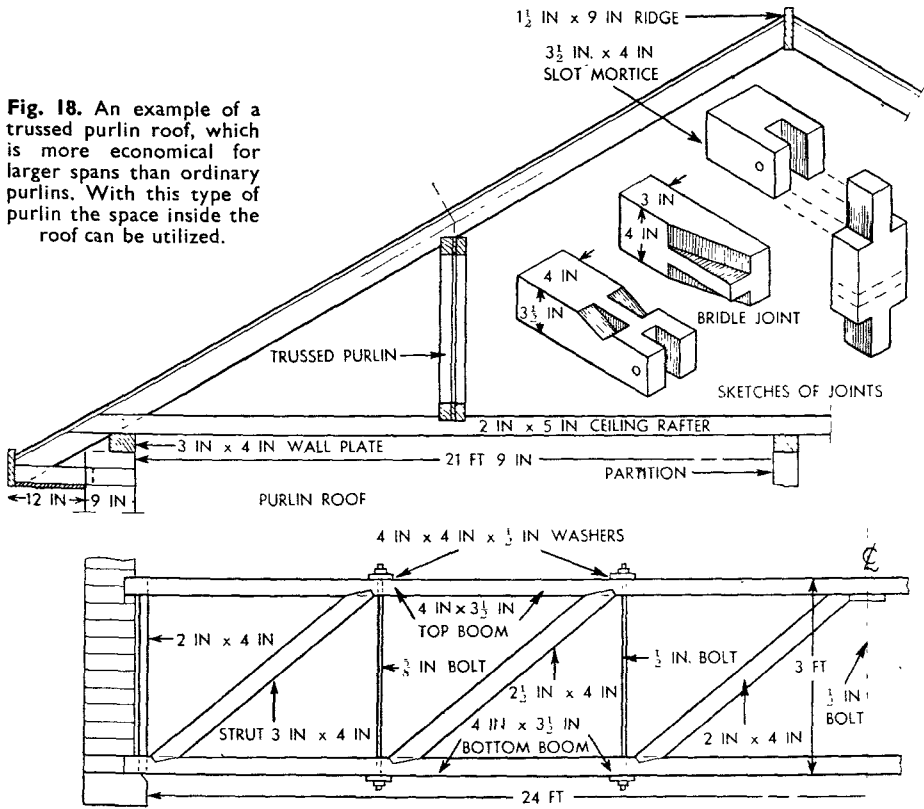 Fig. 18. An example of a
trussed purlin roof, which
is more economical for
larger spans than ordinary
purlins. With this type of
purlin the space inside the
roof can be utilized.
1½ IN x 9 IN RIDGE
3½ IN. x 4 IN
SLOT MORTICE
3 IN
4 IN
4 IN
3½ IN
BRIDLE JOINT
TRUSSED PURLIN
SKETCHES OF JOINTS
2 IN x 5 IN CEILING RAFTER
3 IN x 4 IN WALL PLATE
21 FT 9 IN
PARTITION
12 IN
9 IN
PURLIN ROOF
4 IN x 4 IN x ½ IN WASHERS
℄
4 IN x 3½ IN
TOP BOOM
2 IN x 4 IN
⅝ IN BOLT
½ IN. BOLT
3 FT
2½ IN x 4 IN
½ IN
BOLT
STRUT 3 IN x 4 IN
4 IN x 3½ IN
BOTTOM BOOM
2 IN x 4 IN
24 FT